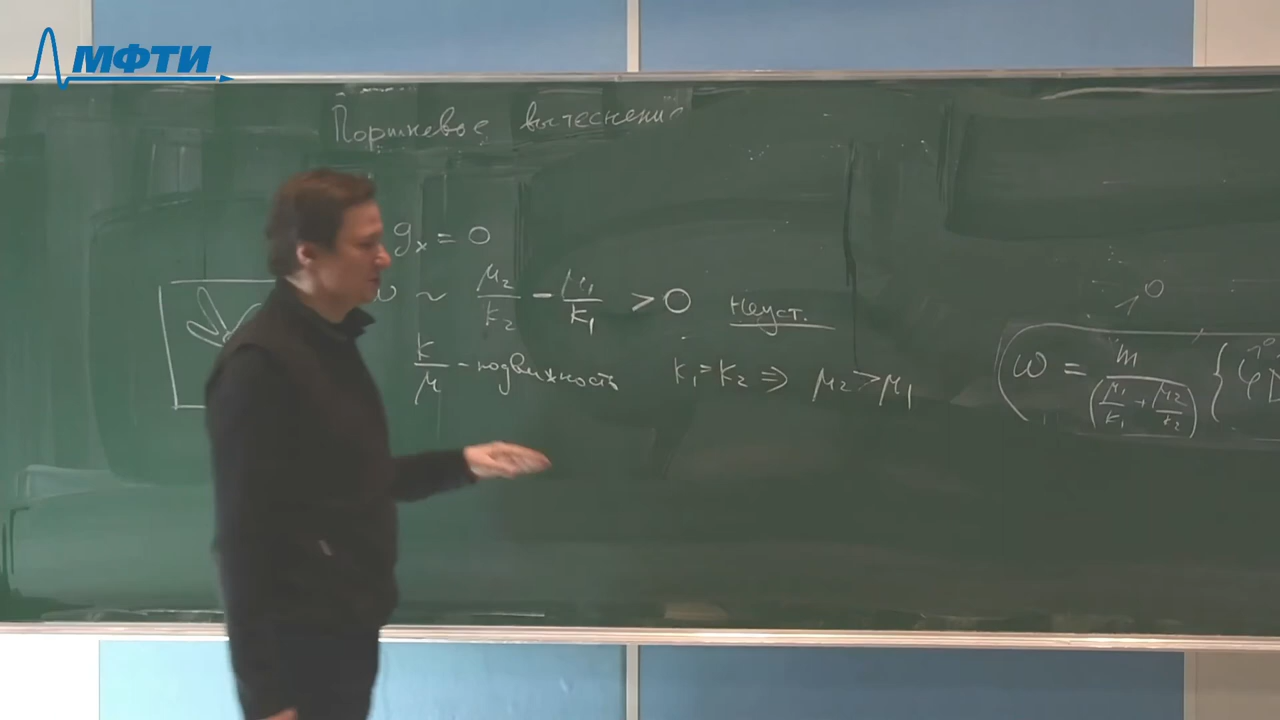 МФТИ
Поршневое вытеснение
gₓ = 0
ω ~ μ₂/k₂ - μ₁/k₁ > 0 неуст.
k/μ - подвижность k₁ = k₂ ⇒ μ₂ > μ₁
ω = m/(μ₁/k₁ + μ₂/k₂) {